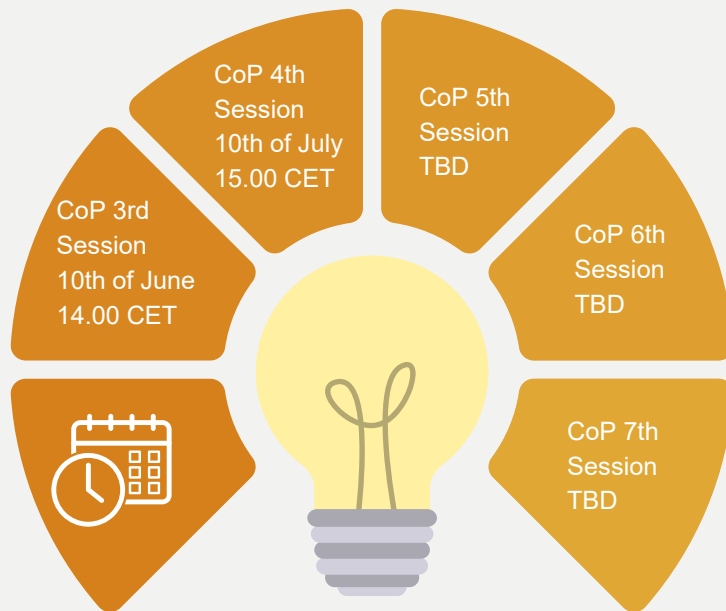 CoP 3rd
Session
10th of June
14.00 CET
CoP 4th
Session
10th of July
15.00 CET
CoP 5th
Session
TBD
CoP 6th
Session
TBD
CoP 7th
Session
TBD